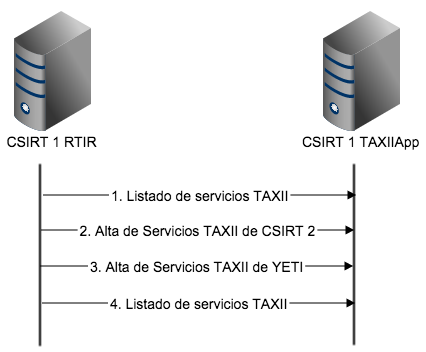 CSIRT 1 RTIR
CSIRT 1 TAXIIApp
1. Listado de servicios TAXII
2. Alta de Servicios TAXII de CSIRT 2
3. Alta de Servicios TAXII de YETI
4. Listado de servicios TAXII